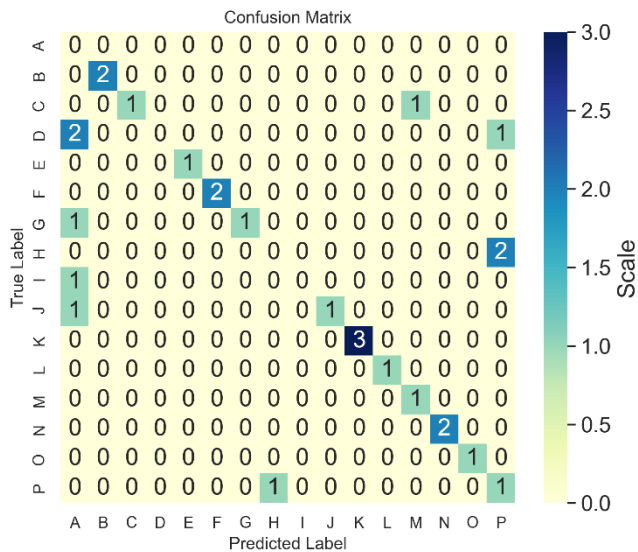 Confusion Matrix
A 0 0 0 0 0 0 0 0 0 0 0 0 0 0 0 0
B 0 2 0 0 0 0 0 0 0 0 0 0 0 0 0 0
C 0 0 1 0 0 0 0 0 0 0 0 0 1 0 0 0
D 2 0 0 0 0 0 0 0 0 0 0 0 0 0 0 1
E 0 0 0 0 1 0 0 0 0 0 0 0 0 0 0 0
F 0 0 0 0 0 2 0 0 0 0 0 0 0 0 0 0
G 1 0 0 0 0 0 1 0 0 0 0 0 0 0 0 0
H 0 0 0 0 0 0 0 0 0 0 0 0 0 0 0 2
I 1 0 0 0 0 0 0 0 0 0 0 0 0 0 0 0
J 1 0 0 0 0 0 0 0 0 1 0 0 0 0 0 0
K 0 0 0 0 0 0 0 0 0 0 3 0 0 0 0 0
L 0 0 0 0 0 0 0 0 0 0 0 1 0 0 0 0
M 0 0 0 0 0 0 0 0 0 0 0 0 1 0 0 0
N 0 0 0 0 0 0 0 0 0 0 0 0 0 2 0 0
O 0 0 0 0 0 0 0 0 0 0 0 0 0 0 1 0
P 0 0 0 0 0 0 0 1 0 0 0 0 0 0 0 1
A B C D E F G H I J K L M N O P
Predicted Label
True Label
3.0
2.5
2.0
1.5
1.0
0.5
0.0
Scale